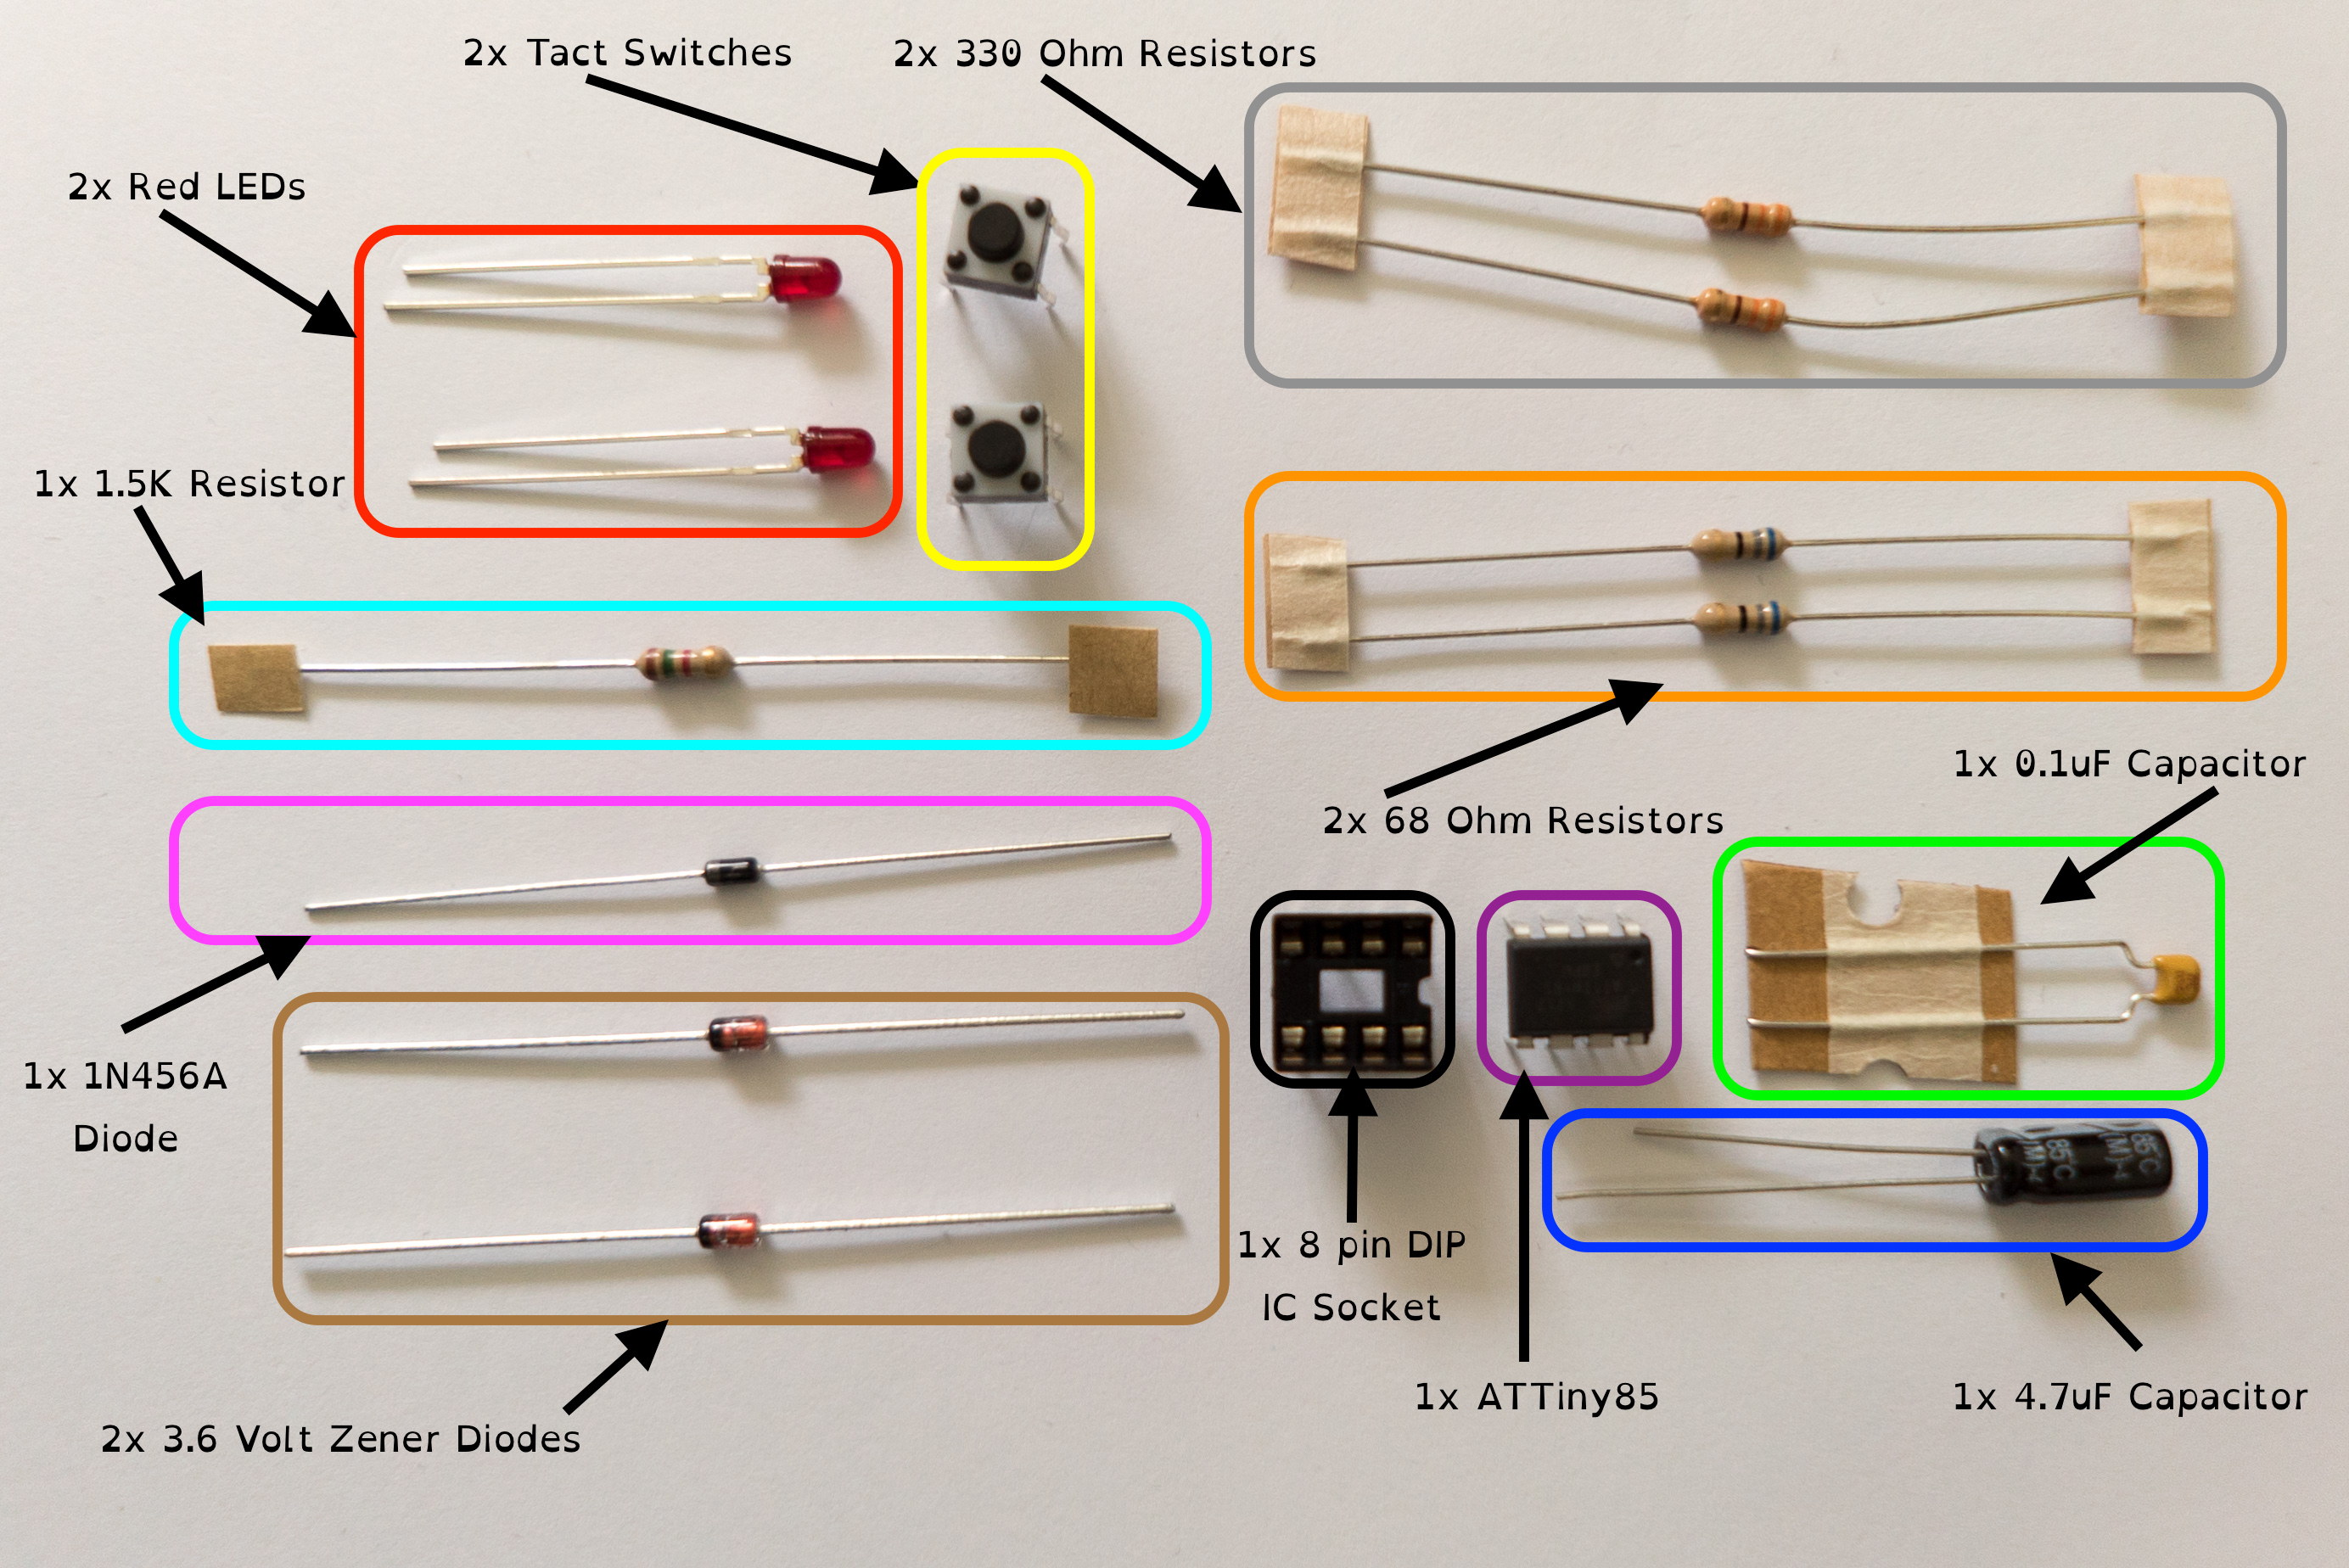 2x Tact Switches
2x 330 Ohm Resistors
2x Red LEDs
1x 1.5K Resistor
1x 0.1uF Capacitor
2x 68 Ohm Resistors
1x 1N456A
Diode
85°C
85°C
1x 8 pin DIP
IC Socket
1x ATTiny85
1x 4.7uF Capacitor
2x 3.6 Volt Zener Diodes